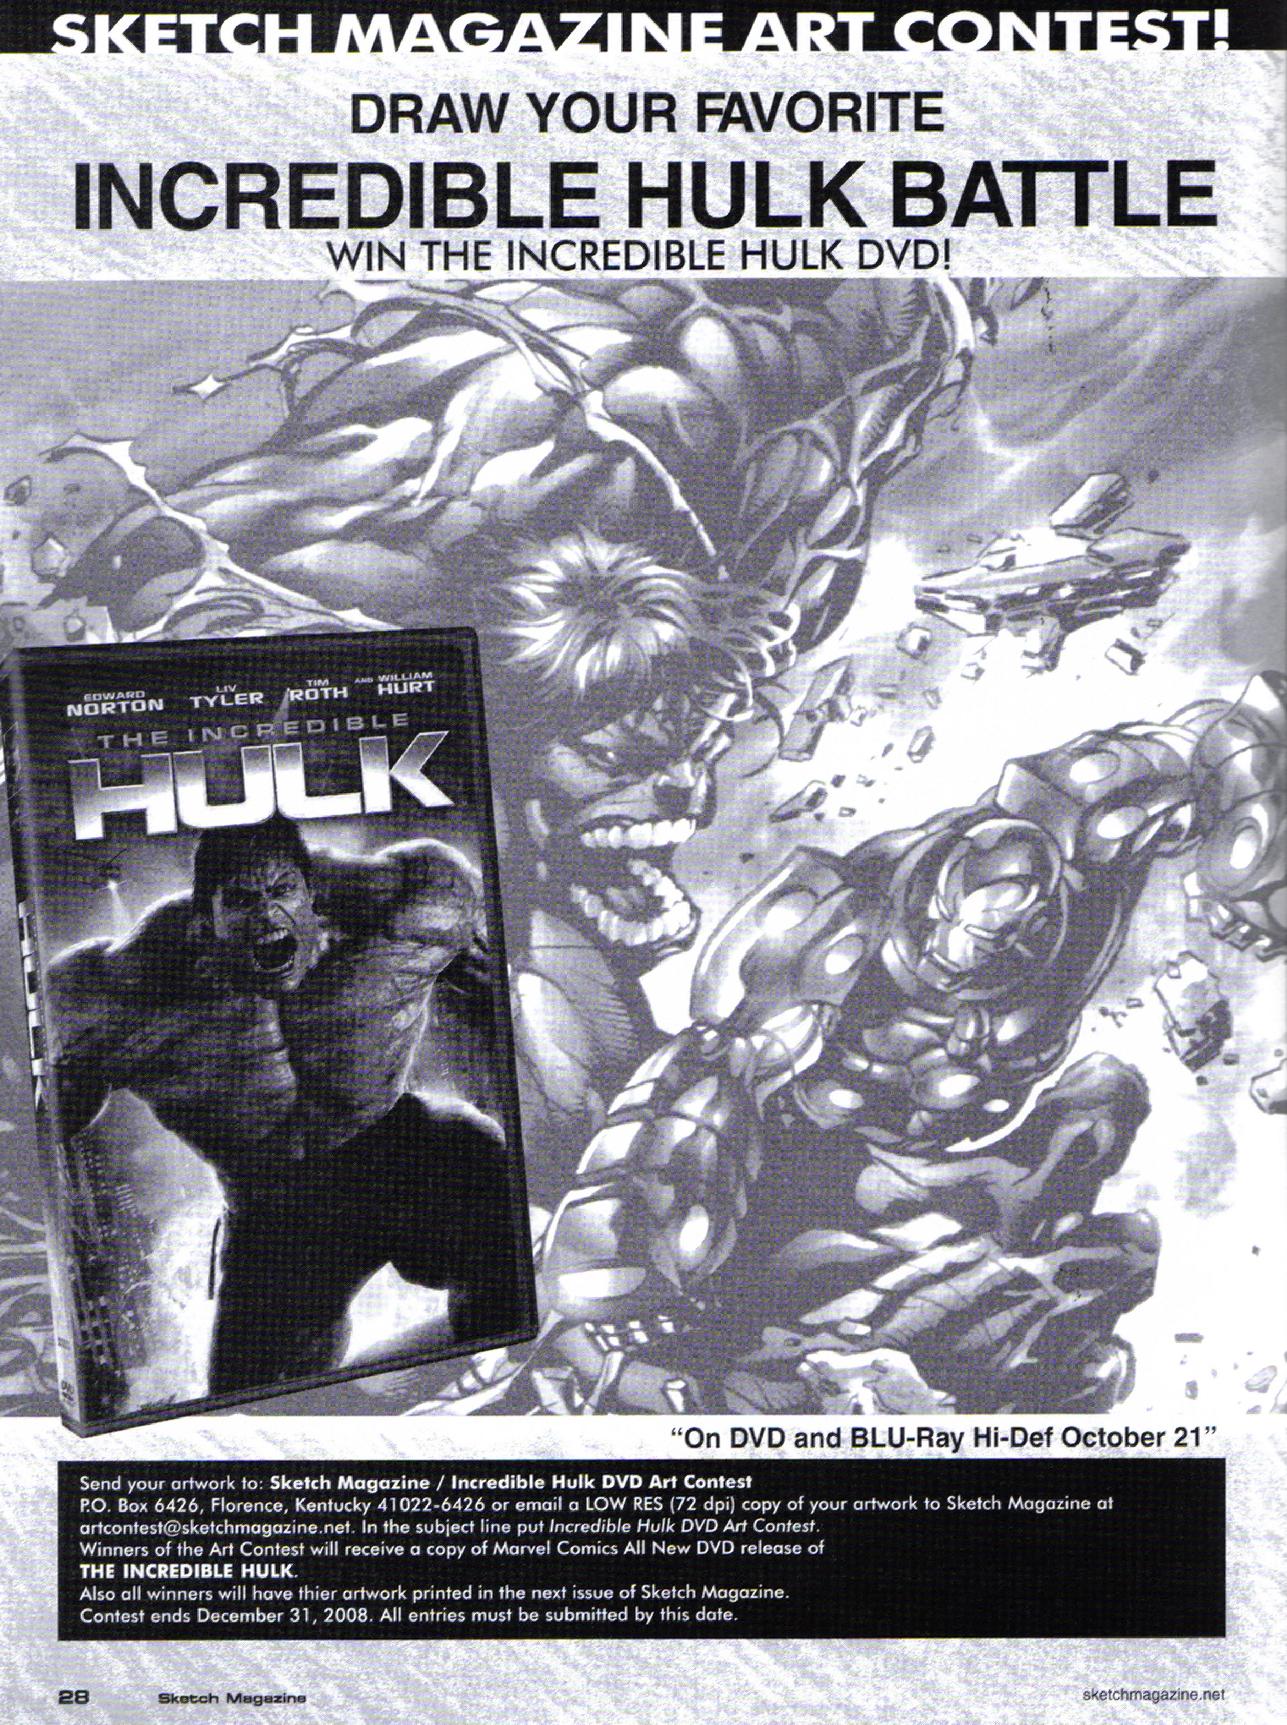 SKETCH MAGAZINE ART CONTEST!
DRAW YOUR FAVORITE
INCREDIBLE HULK BATTLE
WIN THE INCREDIBLE HULK DVD!
EDWARD NORTON LIV TYLER TIM ROTH AND WILLIAM HURT
THE INCREDIBLE
HULK
HULK
"On DVD and BLU-Ray Hi-Def October 21"
Send your artwork to: Sketch Magazine / Incredible Hulk DVD Art Contest
P.O. Box 6426, Florence, Kentucky 41022-6426 or email a LOW RES (72 dpi) copy of your artwork to Sketch Magazine at
artcontest@sketchmagazine.net. In the subject line put Incredible Hulk DVD Art Contest.
Winners of the Art Contest will receive a copy of Marvel Comics All New DVD release of
THE INCREDIBLE HULK.
Also all winners will have thier artwork printed in the next issue of Sketch Magazine.
Contest ends December 31, 2008. All entries must be submitted by this date.
28 Sketch Magazine sketchmagazine.net